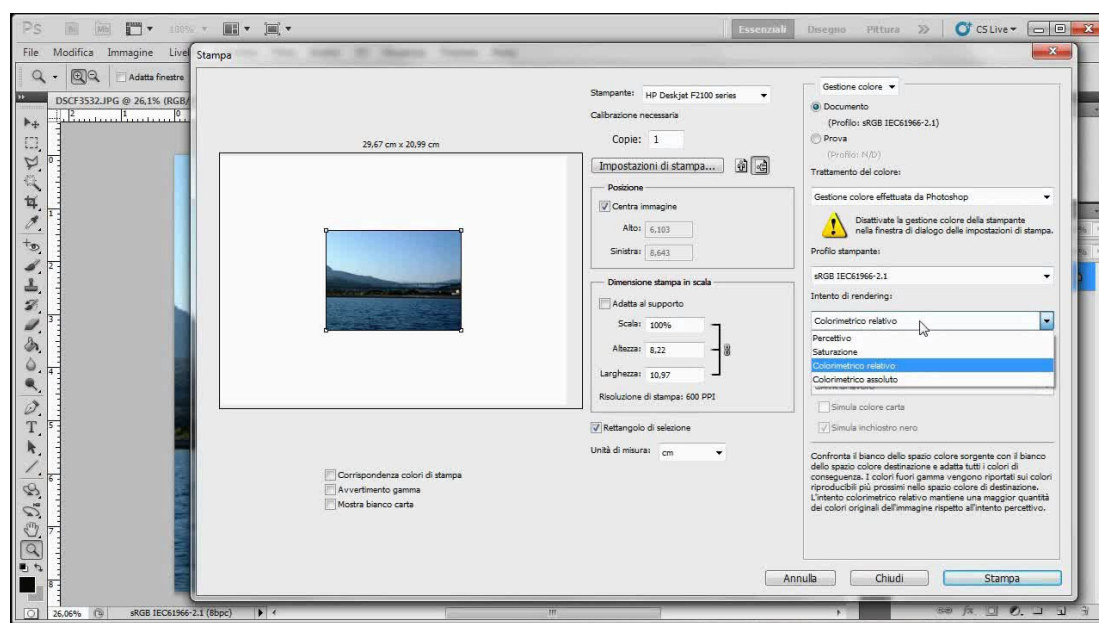 Ps Br Mb 100%
Essenziali Disegno Pittura CS Live
File Modifica Immagine
Adatta finestre
DSCF3532.JPG @ 26,1% (RGB/
Stampa
29,67 cm x 20,99 cm
Corrispondenza colori di stampa
Avvertimento gamma
Mostra bianco carta
Stampante: HP Deskjet F2100 series
Calibrazione necessaria
Copie: 1
Impostazioni di stampa...
Posizione
Centra immagine
Alto: 6,103
Sinistra: 8,643
Dimensione stampa in scala
Adatta al supporto
Scala: 100%
Altezza: 8,22
Larghezza: 10,97
Risoluzione di stampa: 600 PPI
Rettangolo di selezione
Unità di misura: cm
Gestione colore
Documento
(Profilo: sRGB IEC61966-2.1)
Prova
(Profilo: N/D)
Trattamento del colore:
Gestione colore effettuata da Photoshop
Disattivate la gestione colore della stampante
nella finestra di dialogo delle impostazioni di stampa.
Profilo stampante:
sRGB IEC61966-2.1
Intento di rendering:
Colorimetrico relativo
Percettivo
Saturazione
Colorimetrico relativo
Colorimetrico assoluto
Simula colore carta
Simula inchiostro nero
Confronta il bianco dello spazio colore sorgente con il bianco
dello spazio colore destinazione e adatta tutti i colori di
conseguenza. I colori fuori gamma vengono riportati sui colori
riproducibili più prossimi nello spazio colore di destinazione.
L'intento colorimetrico relativo mantiene una maggior quantità
dei colori originali dell'immagine rispetto all'intento percettivo.
Annulla Chiudi Stampa
26.06% sRGB IEC61966-2.1 (8bpc)